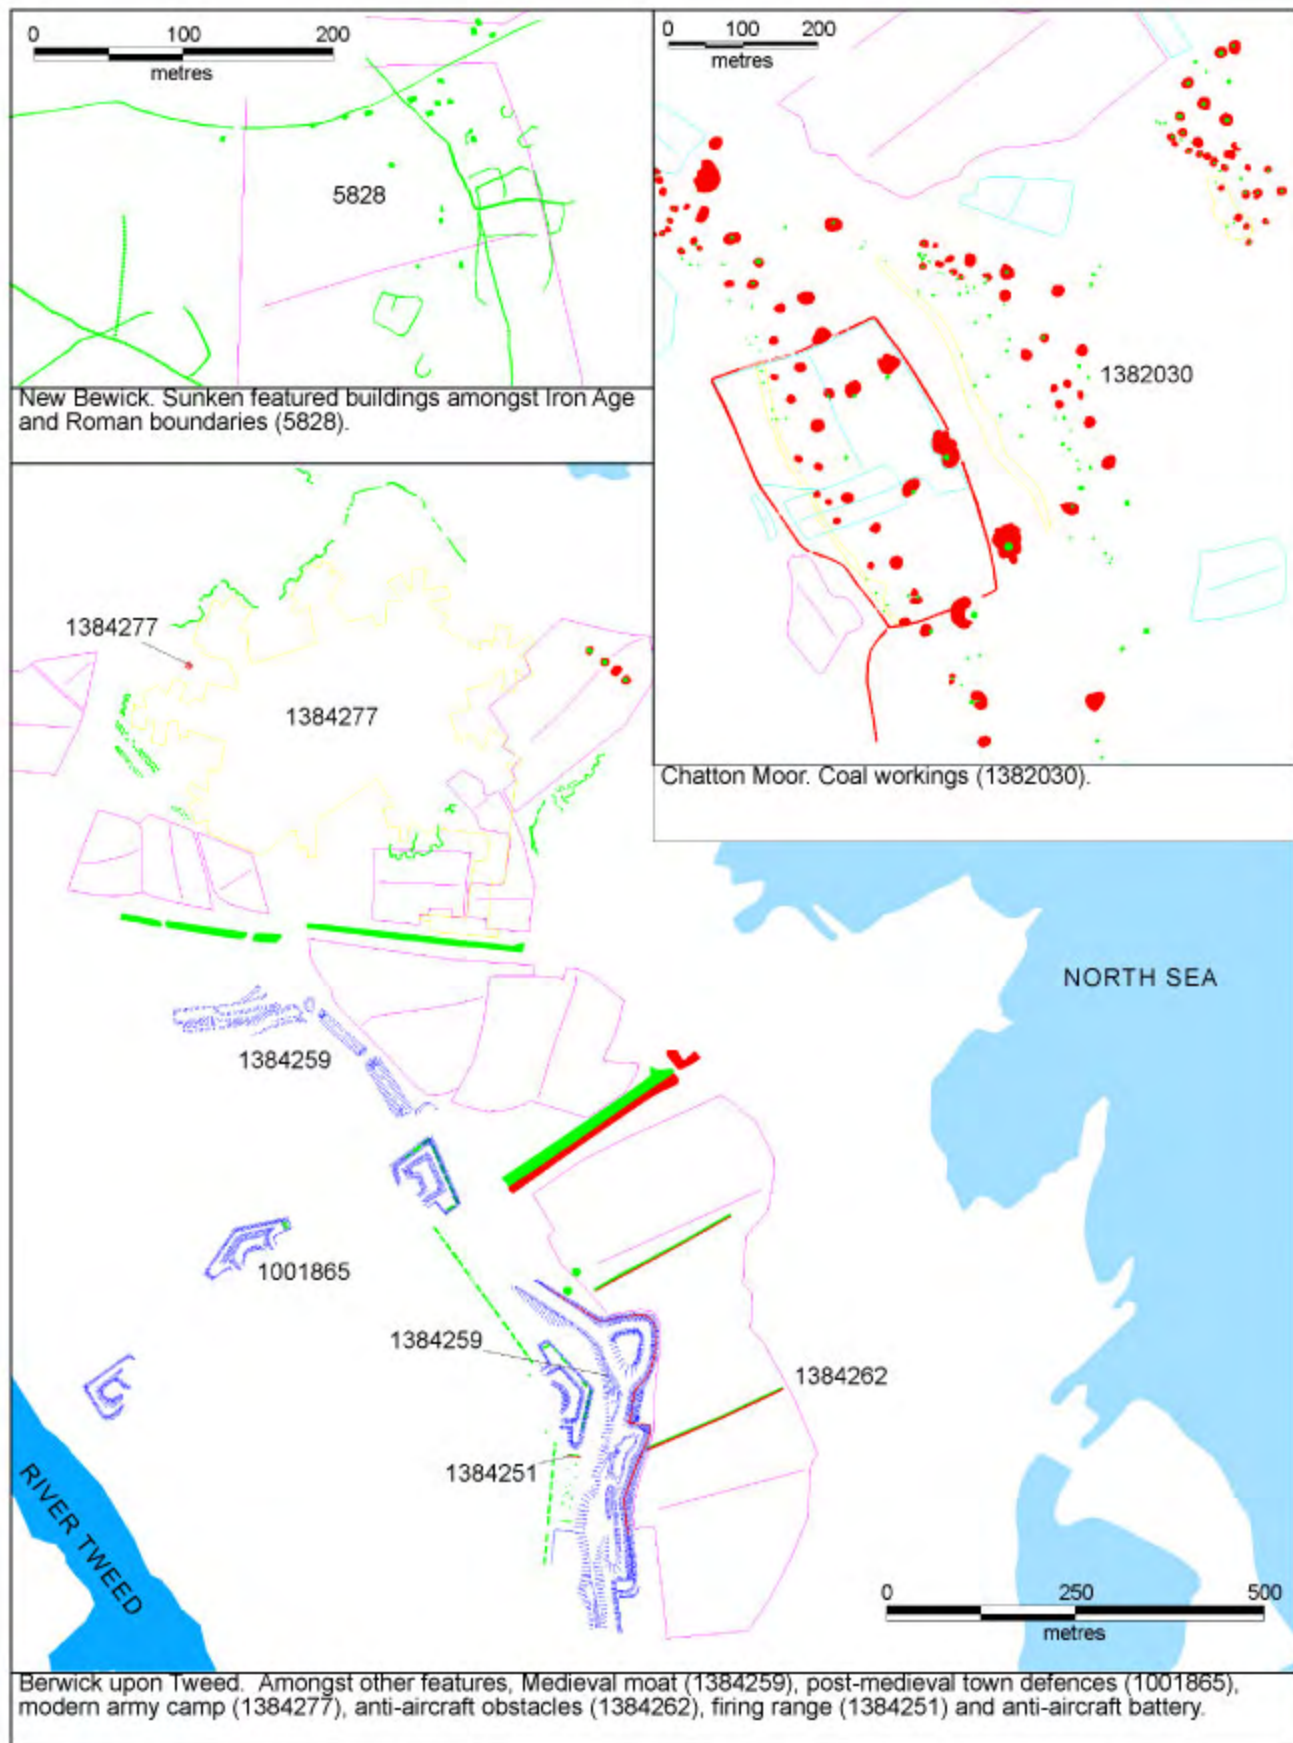 0 100 200
metres
5828
New Bewick. Sunken featured buildings amongst Iron Age
and Roman boundaries (5828).
0 100 200
metres
1382030
Chatton Moor. Coal workings (1382030).
1384277
1384277
NORTH SEA
1384259
1001865
1384259
1384262
1384251
RIVER TWEED
0 250 500
metres
Berwick upon Tweed. Amongst other features, Medieval moat (1384259), post-medieval town defences (1001865),
modern army camp (1384277), anti-aircraft obstacles (1384262), firing range (1384251) and anti-aircraft battery.